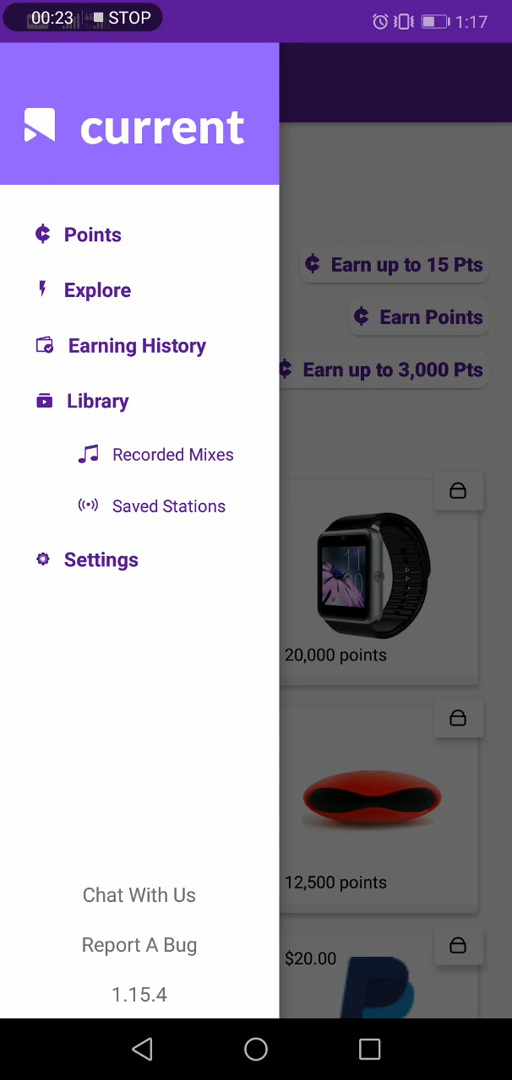 00:23 STOP
1:17
current
Points
Explore
Earning History
Library
Recorded Mixes
Saved Stations
Settings
Chat With Us
Report A Bug
1.15.4
Earn up to 15 Pts
Earn Points
Earn up to 3,000 Pts
20,000 points
12,500 points
$20.00